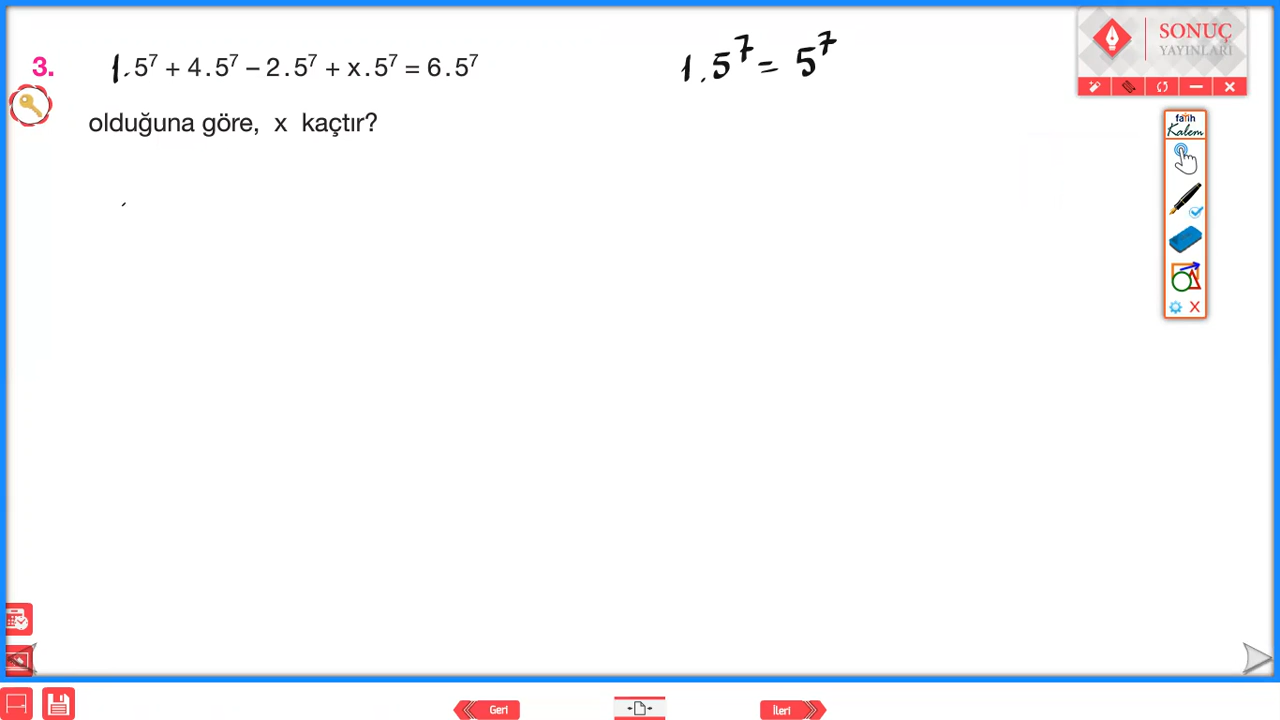 3. 1.5⁷ + 4.5⁷ − 2.5⁷ + x.5⁷ = 6.5⁷
olduğuna göre, x kaçtır?
1.5⁷ = 5⁷
SONUÇ
YAYINLARI
fatih
Kalem
Geri
İleri